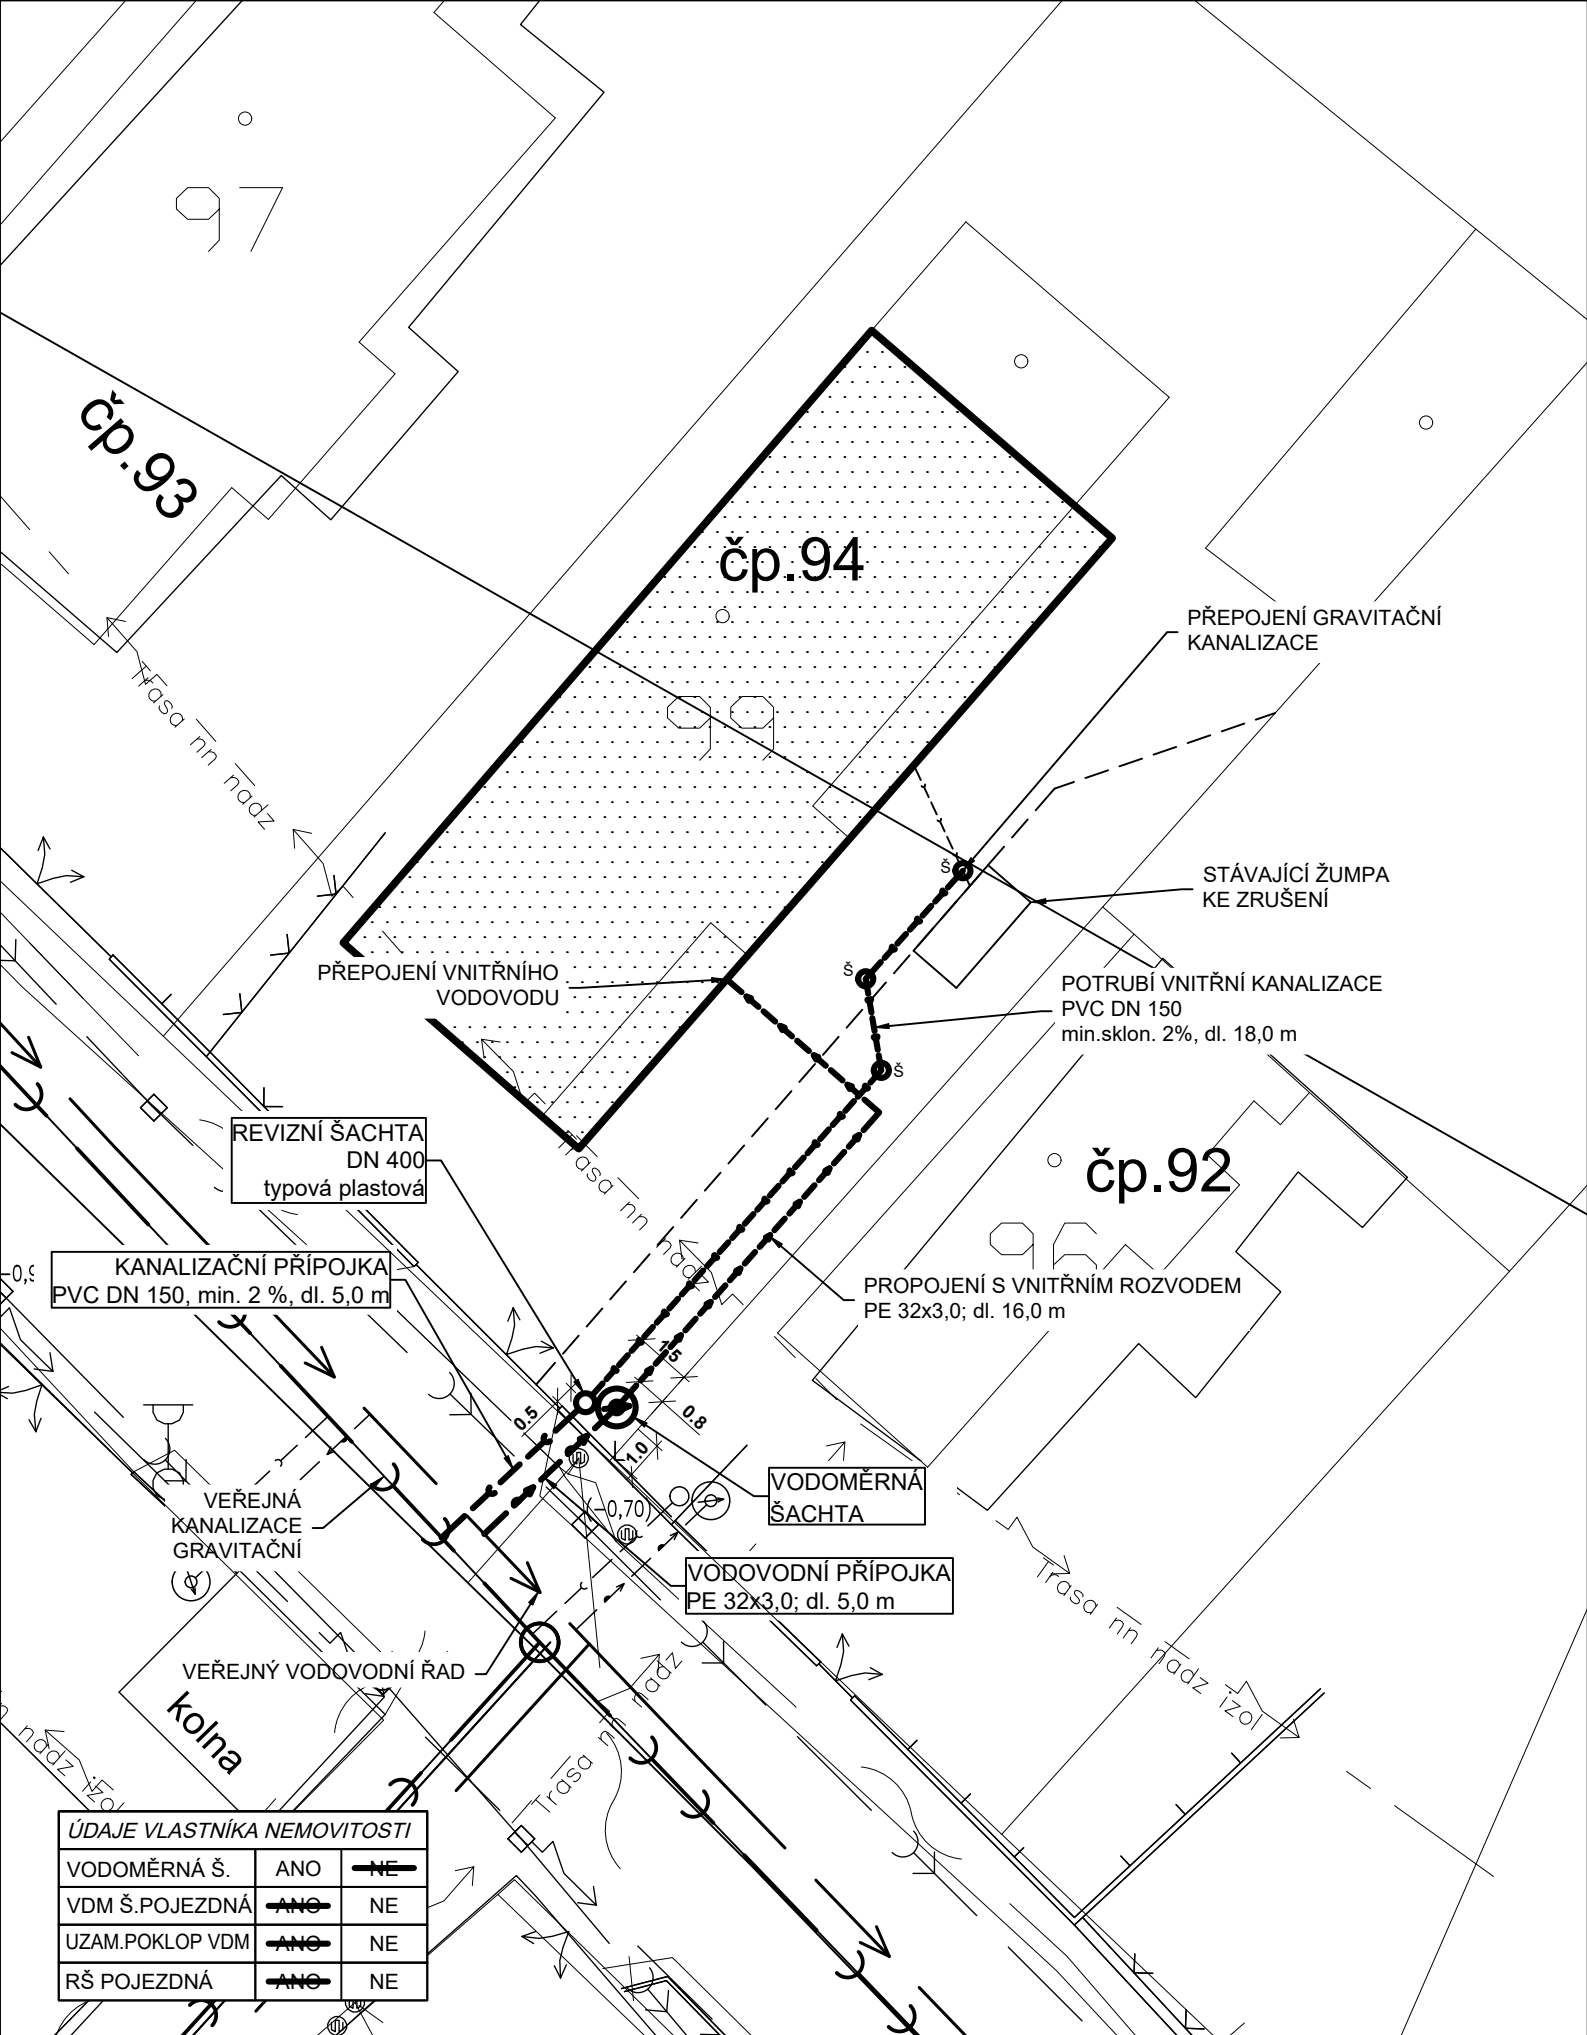 97
čp.93
čp.94
99
PŘEPOJENÍ GRAVITAČNÍ
KANALIZACE
Trasa nn nadz
Š
STÁVAJÍCÍ ŽUMPA
KE ZRUŠENÍ
PŘEPOJENÍ VNITŘNÍHO
VODOVODU
Š
POTRUBÍ VNITŘNÍ KANALIZACE
PVC DN 150
min.sklon. 2%, dl. 18,0 m
Š
REVIZNÍ ŠACHTA
DN 400
typová plastová
Trasa nn nadz
čp.92
KANALIZAČNÍ PŘÍPOJKA
PVC DN 150, min. 2 %, dl. 5,0 m
PROPOJENÍ S VNITŘNÍM ROZVODEM
PE 32x3,0; dl. 16,0 m
1.5
0.5
0.8
1.0
VODOMĚRNÁ
ŠACHTA
(-0,70)
VEŘEJNÁ
KANALIZACE
GRAVITAČNÍ
VODOVODNÍ PŘÍPOJKA
PE 32x3,0; dl. 5,0 m
Trasa nn nadz izol
VEŘEJNÝ VODOVODNÍ ŘAD
kolna
Trasa nn nadz
nadz izol
ÚDAJE VLASTNÍKA NEMOVITOSTI
VODOMĚRNÁ Š. ANO NE
VDM Š.POJEZDNÁ ANO NE
UZAM.POKLOP VDM ANO NE
RŠ POJEZDNÁ ANO NE